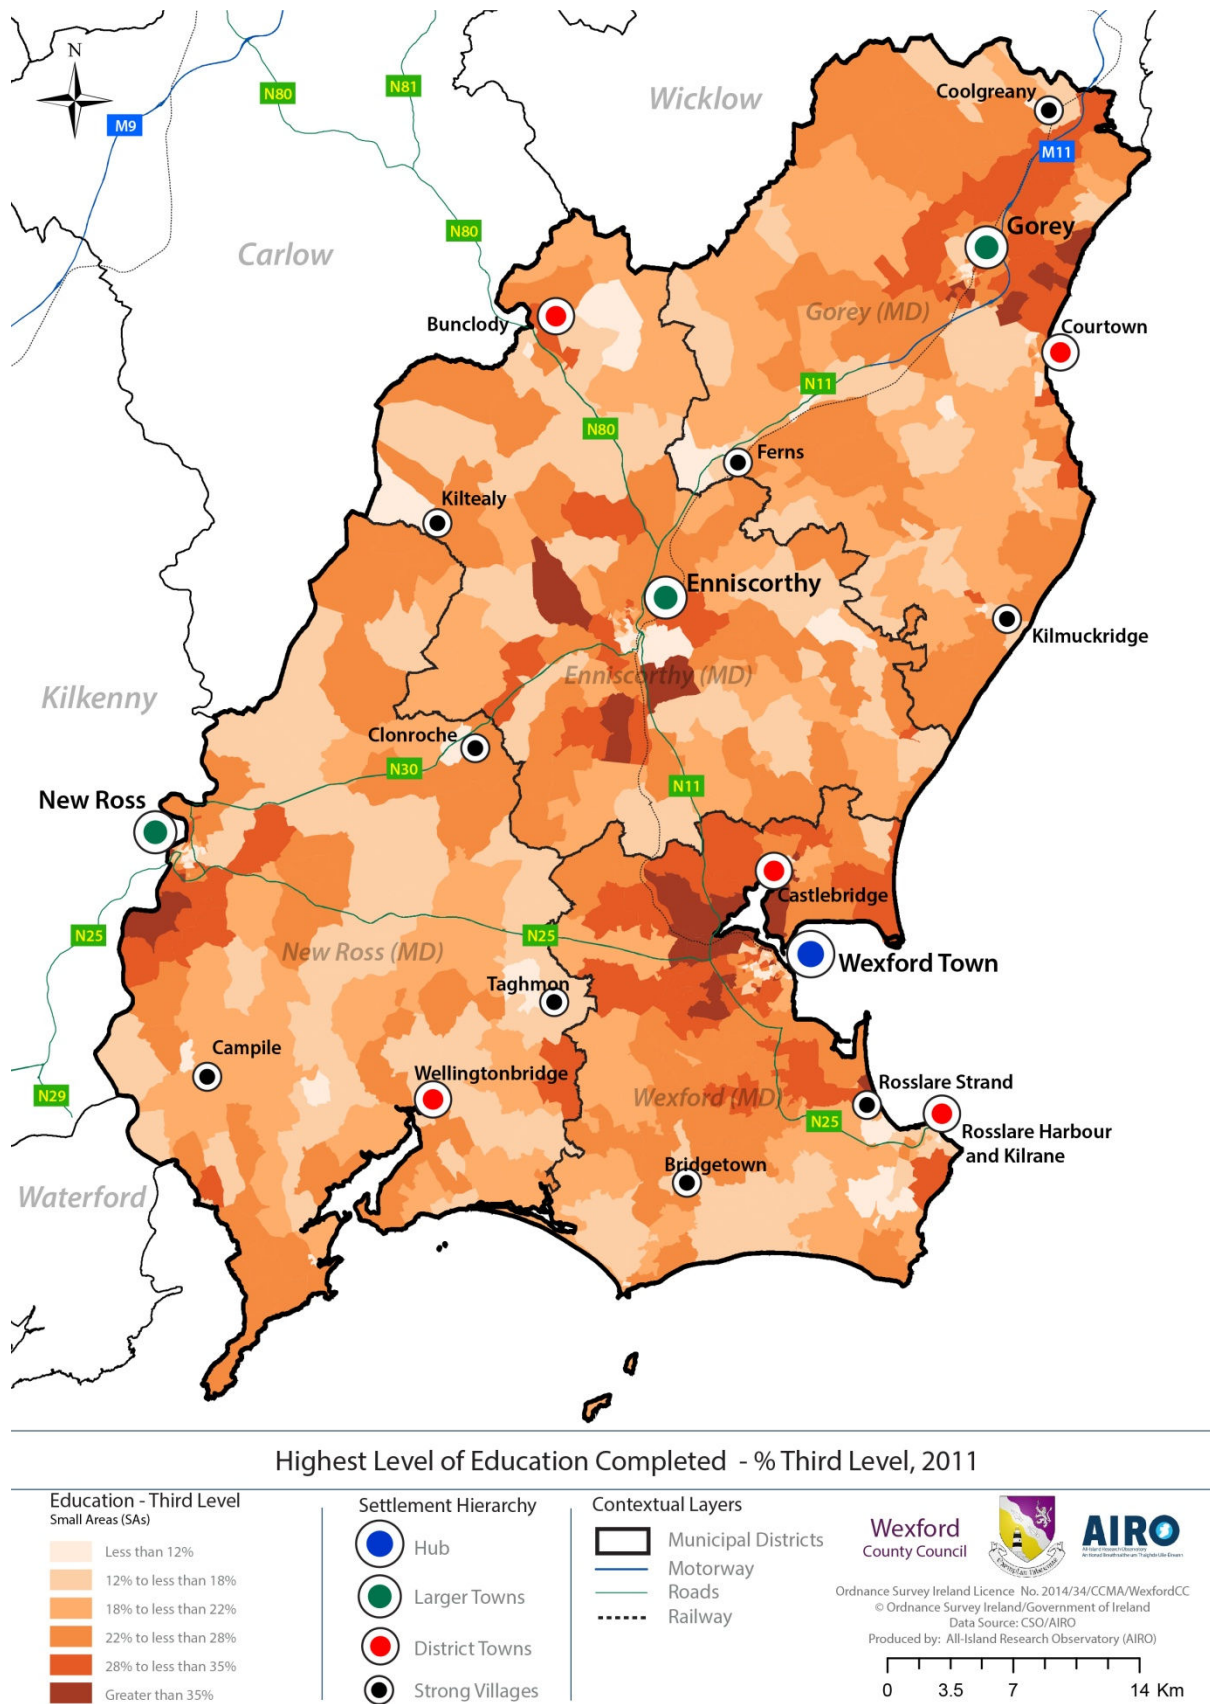 N
N80
N81
Wicklow
Coolgreany
M9
M11
N80
Carlow
Gorey
Bunclody
Gorey (MD)
Courtown
N11
N80
Ferns
Kiltealy
Enniscorthy
Kilmuckridge
Enniscorthy (MD)
Kilkenny
Clonroche
N30
N11
New Ross
Castlebridge
N25
N25
New Ross (MD)
Wexford Town
Taghmon
Campile
Wellingtonbridge
Rosslare Strand
N29
Wexford (MD)
N25
Rosslare Harbour
and Kilrane
Bridgetown
Waterford
Highest Level of Education Completed - % Third Level, 2011
Education - Third Level
Small Areas (SAs)
Less than 12%
12% to less than 18%
18% to less than 22%
22% to less than 28%
28% to less than 35%
Greater than 35%
Settlement Hierarchy
Hub
Larger Towns
District Towns
Strong Villages
Contextual Layers
Municipal Districts
Motorway
Roads
Railway
Wexford
County Council
AIRO
All-Island Research Observatory
Ordnance Survey Ireland Licence No. 2014/34/CCMA/WexfordCC
© Ordnance Survey Ireland/Government of Ireland
Data Source: CSO/AIRO
Produced by: All-Island Research Observatory (AIRO)
0 3.5 7 14 Km